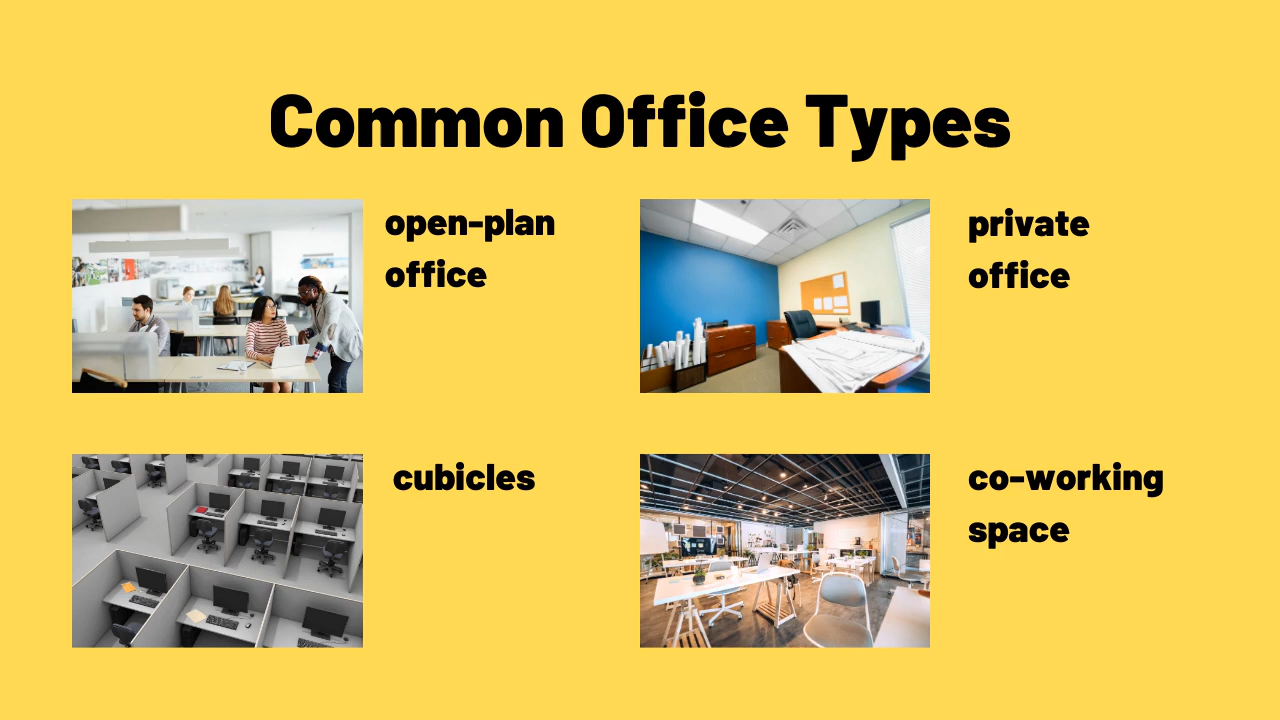 Common Office Types
open-plan
office
private
office
cubicles
co-working
space